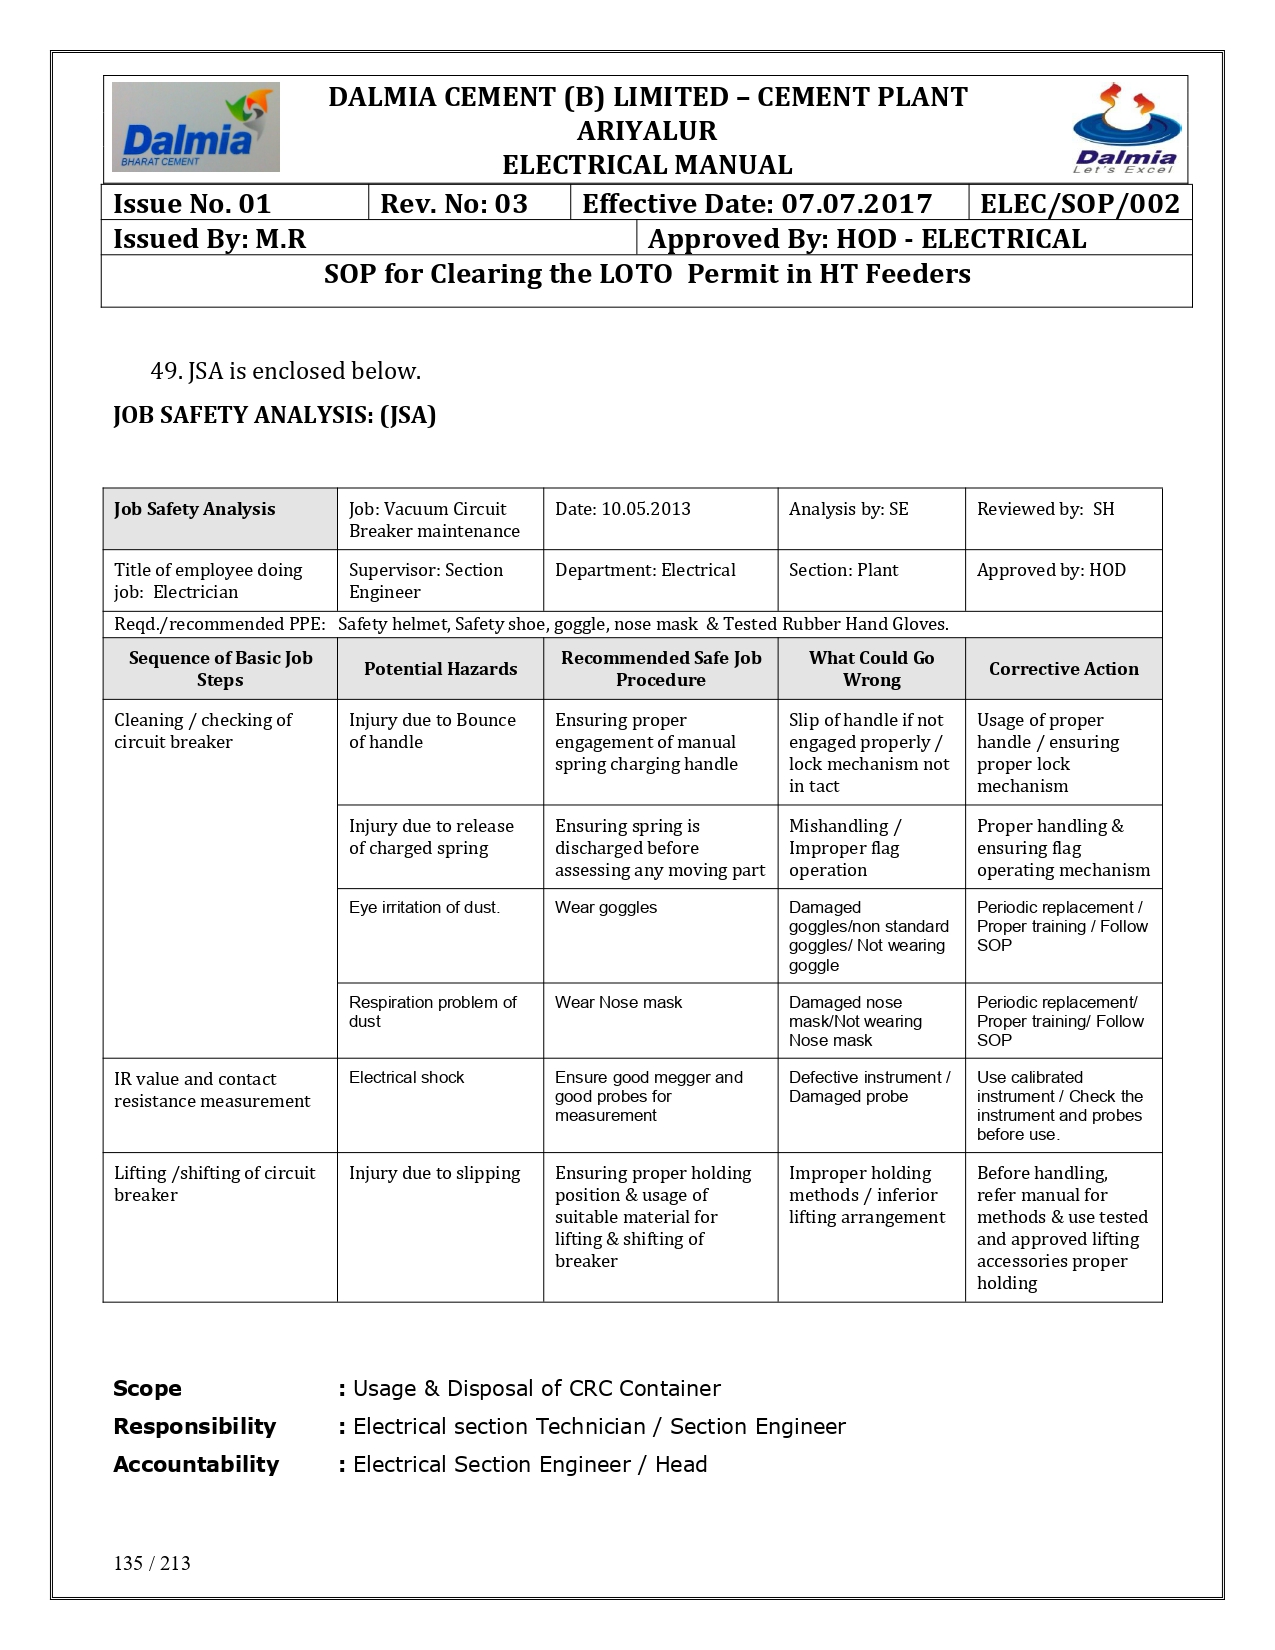 Dalmia
BHARAT CEMENT
DALMIA CEMENT (B) LIMITED – CEMENT PLANT
ARIYALUR
ELECTRICAL MANUAL
Dalmia
Let's Excel
Issue No. 01 Rev. No: 03 Effective Date: 07.07.2017 ELEC/SOP/002
Issued By: M.R Approved By: HOD - ELECTRICAL
SOP for Clearing the LOTO Permit in HT Feeders
49. JSA is enclosed below.
JOB SAFETY ANALYSIS: (JSA)
Job Safety Analysis
Job: Vacuum Circuit
Breaker maintenance
Date: 10.05.2013
Analysis by: SE
Reviewed by: SH
Title of employee doing
job: Electrician
Supervisor: Section
Engineer
Department: Electrical
Section: Plant
Approved by: HOD
Reqd./recommended PPE: Safety helmet, Safety shoe, goggle, nose mask & Tested Rubber Hand Gloves.
Sequence of Basic Job
Steps
Potential Hazards
Recommended Safe Job
Procedure
What Could Go
Wrong
Corrective Action
Cleaning / checking of
circuit breaker
Injury due to Bounce
of handle
Ensuring proper
engagement of manual
spring charging handle
Slip of handle if not
engaged properly /
lock mechanism not
in tact
Usage of proper
handle / ensuring
proper lock
mechanism
Injury due to release
of charged spring
Ensuring spring is
discharged before
assessing any moving part
Mishandling /
Improper flag
operation
Proper handling &
ensuring flag
operating mechanism
Eye irritation of dust.
Wear goggles
Damaged
goggles/non standard
goggles/ Not wearing
goggle
Periodic replacement /
Proper training / Follow
SOP
Respiration problem of
dust
Wear Nose mask
Damaged nose
mask/Not wearing
Nose mask
Periodic replacement/
Proper training/ Follow
SOP
IR value and contact
resistance measurement
Electrical shock
Ensure good megger and
good probes for
measurement
Defective instrument /
Damaged probe
Use calibrated
instrument / Check the
instrument and probes
before use.
Lifting /shifting of circuit
breaker
Injury due to slipping
Ensuring proper holding
position & usage of
suitable material for
lifting & shifting of
breaker
Improper holding
methods / inferior
lifting arrangement
Before handling,
refer manual for
methods & use tested
and approved lifting
accessories proper
holding
Scope : Usage & Disposal of CRC Container
Responsibility : Electrical section Technician / Section Engineer
Accountability : Electrical Section Engineer / Head
135 / 213